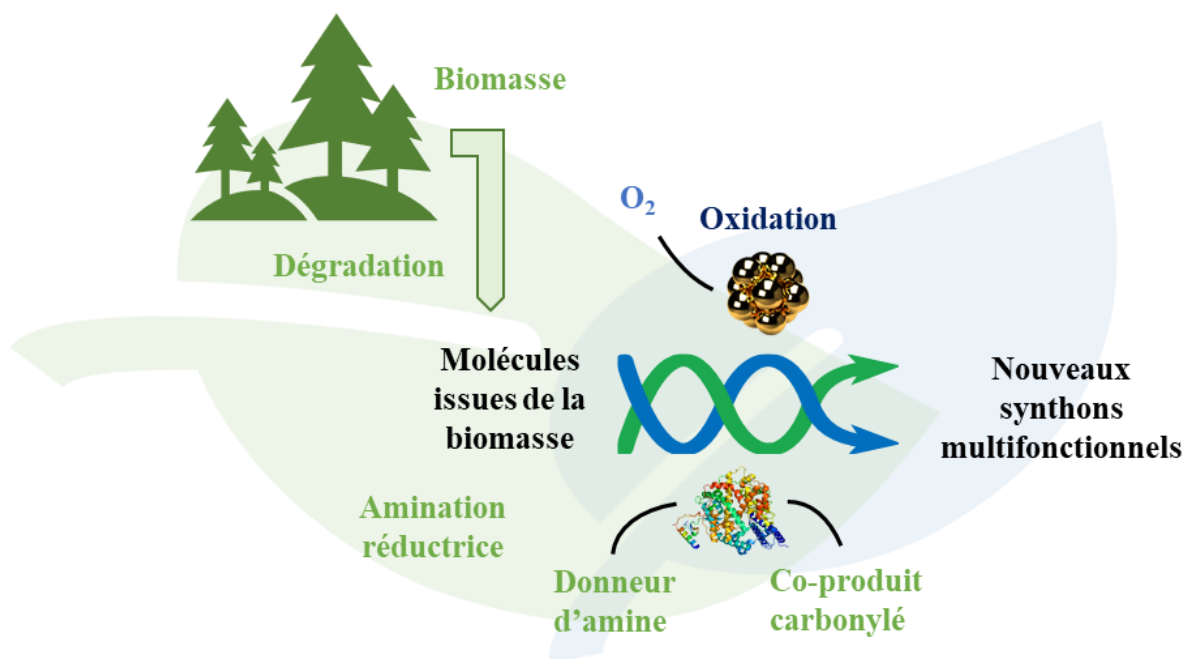 Biomasse
Dégradation
O₂
Oxidation
Molécules
issues de la
biomasse
Nouveaux
synthons
multifonctionnels
Amination
réductrice
Donneur
d’amine
Co-produit
carbonylé